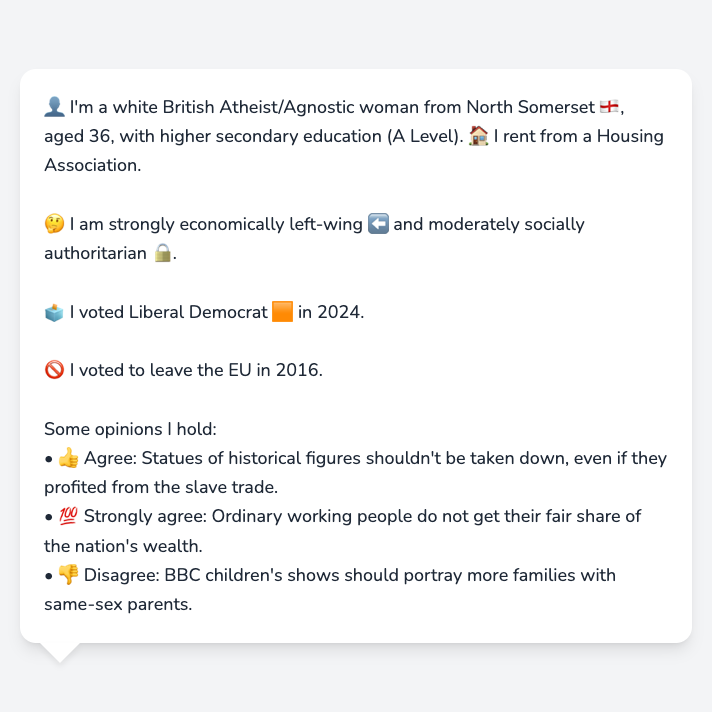 👤 I'm a white British Atheist/Agnostic woman from North Somerset 🏴󠁧󠁢󠁥󠁮󠁧󠁿,
aged 36, with higher secondary education (A Level). 🏠 I rent from a Housing
Association.
🤔 I am strongly economically left-wing ⬅️ and moderately socially
authoritarian 🔒.
🗳️ I voted Liberal Democrat 🟧 in 2024.
🚫 I voted to leave the EU in 2016.
Some opinions I hold:
• 👍 Agree: Statues of historical figures shouldn't be taken down, even if they
profited from the slave trade.
• 💯 Strongly agree: Ordinary working people do not get their fair share of
the nation's wealth.
• 👎 Disagree: BBC children's shows should portray more families with
same-sex parents.